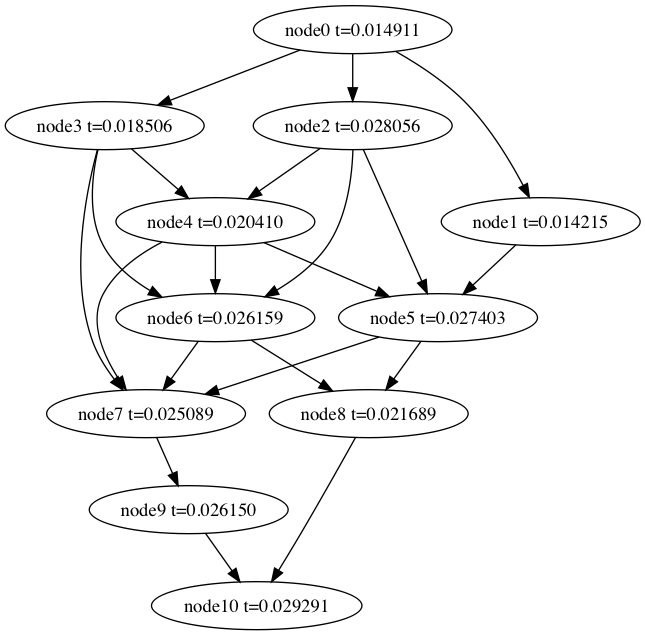 node0 t=0.014911
node3 t=0.018506
node2 t=0.028056
node4 t=0.020410
node1 t=0.014215
node6 t=0.026159
node5 t=0.027403
node7 t=0.025089
node8 t=0.021689
node9 t=0.026150
node10 t=0.029291